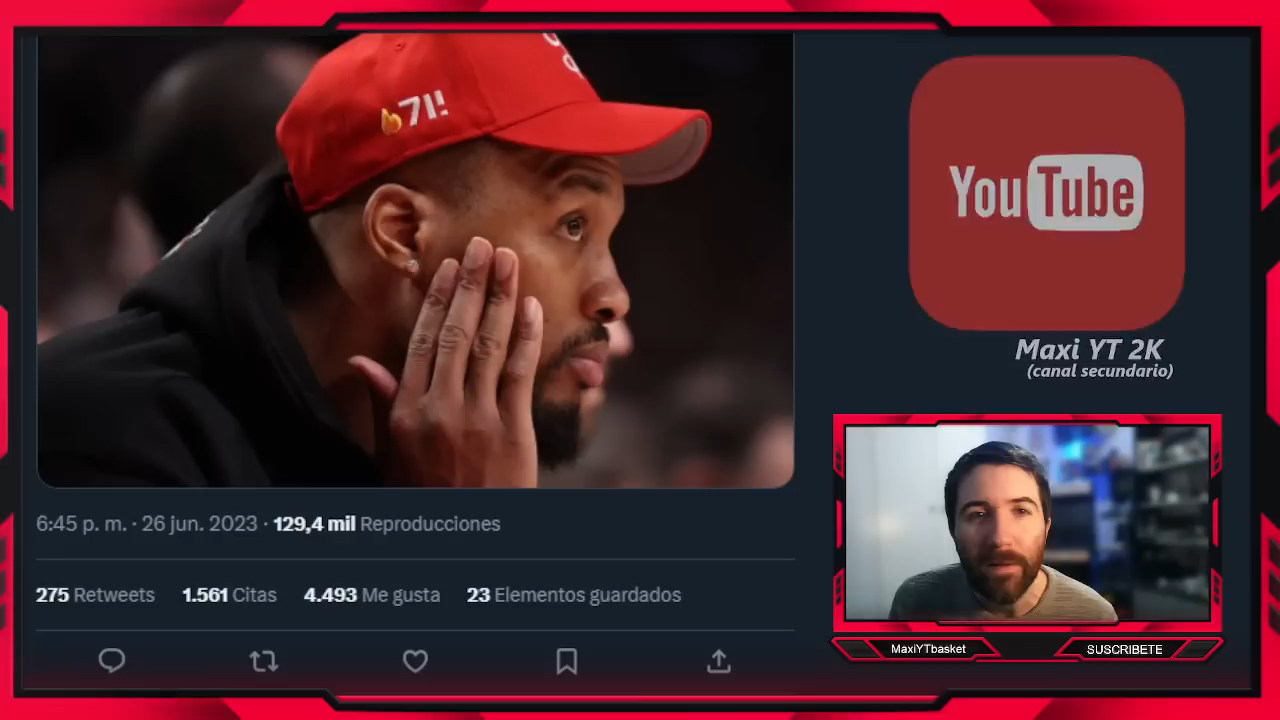 71!!
YouTube
Maxi YT 2K
(canal secundario)
6:45 p. m. · 26 jun. 2023 · 129,4 mil Reproducciones
275 Retweets 1.561 Citas 4.493 Me gusta 23 Elementos guardados
MaxiYTbasket
SUSCRIBETE